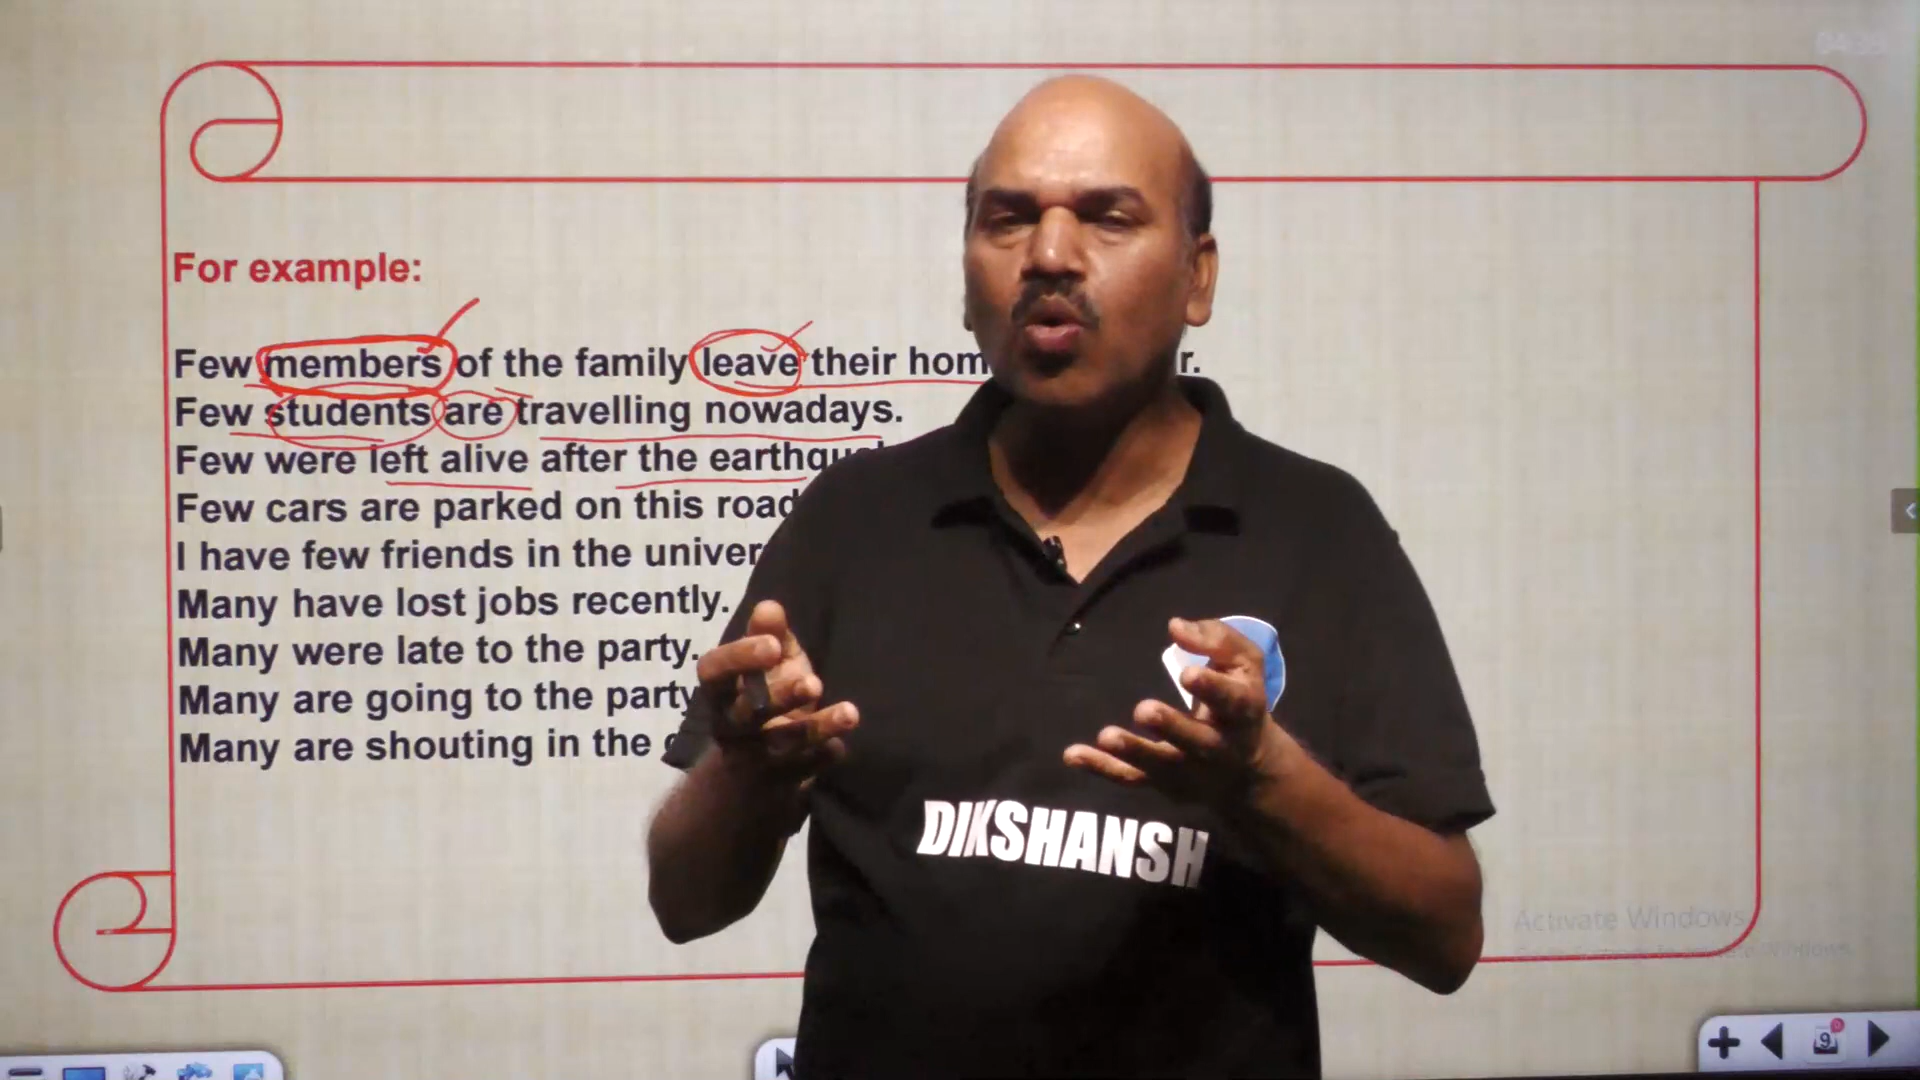 For example:
Few members of the family leave their hom r.
Few students are travelling nowadays.
Few were left alive after the earthqu
Few cars are parked on this road
I have few friends in the univer
Many have lost jobs recently.
Many were late to the party.
Many are going to the party
Many are shouting in the
DIKSHANSH
Activate Windows
9